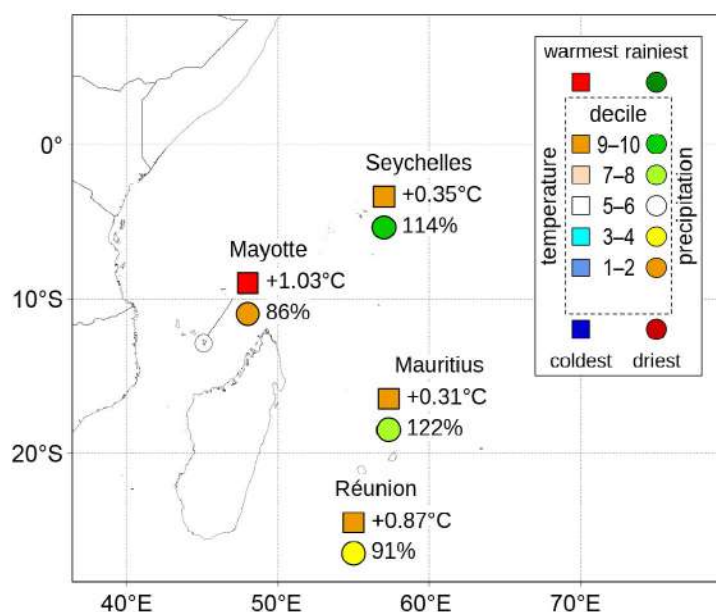 warmest rainiest
decile
9–10
7–8
5–6
3–4
1–2
temperature
precipitation
coldest driest
0°
10°S
20°S
Seychelles
+0.35°C
114%
Mayotte
+1.03°C
86%
Mauritius
+0.31°C
122%
Réunion
+0.87°C
91%
40°E 50°E 60°E 70°E